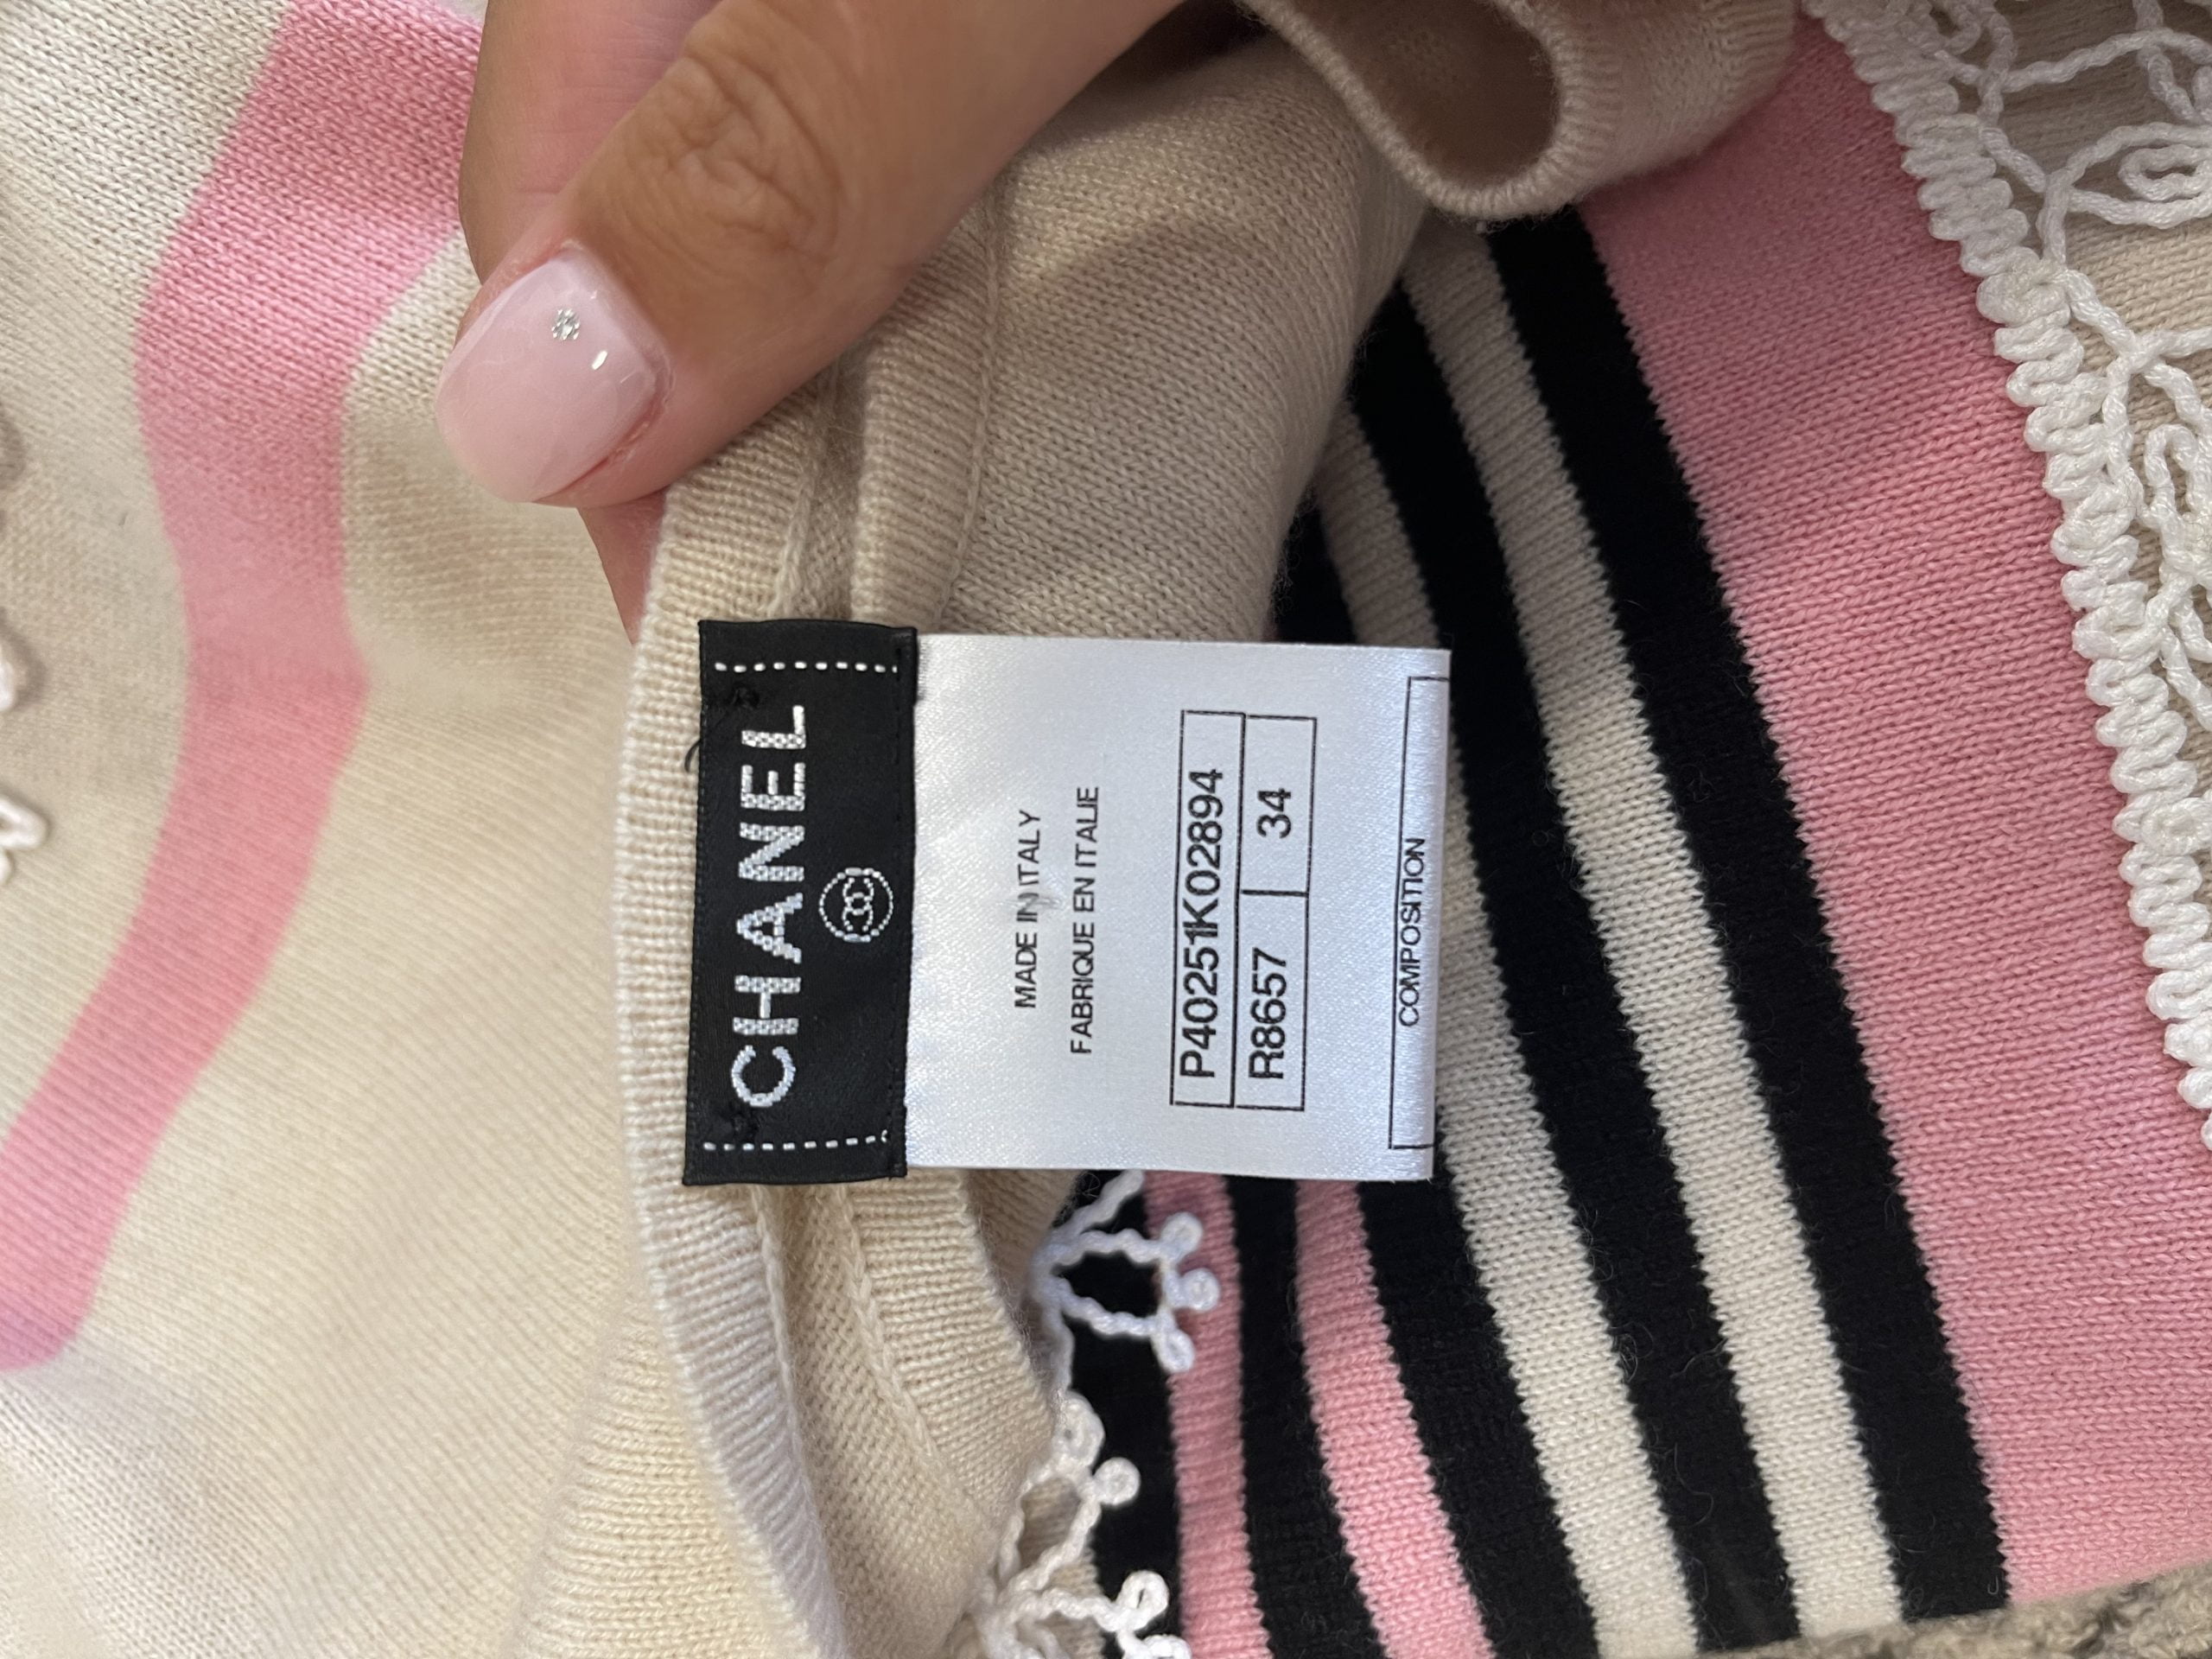 CHANEL
MADE IN ITALY
FABRIQUE EN ITALIE
P40251K02894
R8657 34
COMPOSITION